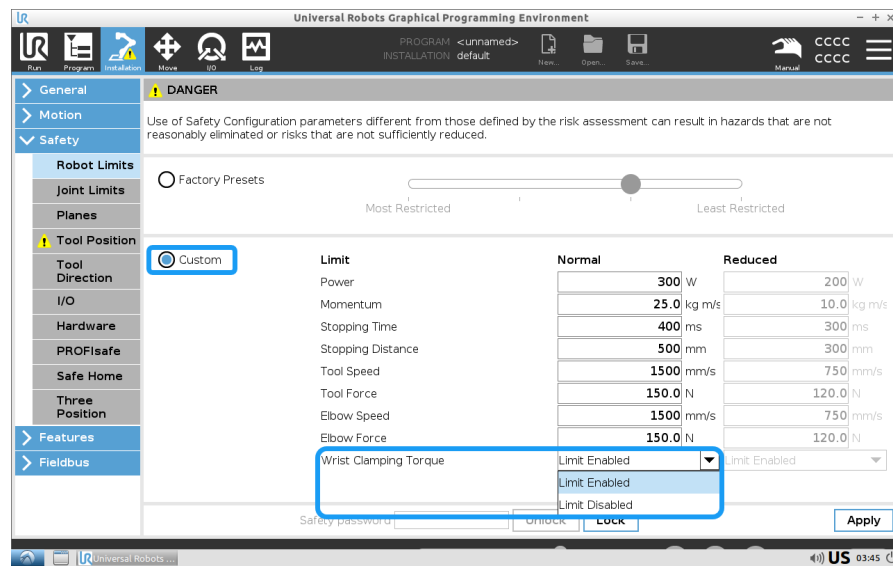 Universal Robots Graphical Programming Environment
UR
Run
Program
Installation
Move
I/O
Log
PROGRAM <unnamed>
INSTALLATION default
New...
Open...
Save...
Manual
CCCC
CCCC
General
Motion
Safety
Robot Limits
Joint Limits
Planes
Tool Position
Tool
Direction
I/O
Hardware
PROFIsafe
Safe Home
Three
Position
Features
Fieldbus
DANGER
Use of Safety Configuration parameters different from those defined by the risk assessment can result in hazards that are not
reasonably eliminated or risks that are not sufficiently reduced.
Factory Presets
Most Restricted Least Restricted
Custom
Limit Normal Reduced
Power 300 W 200 W
Momentum 25.0 kg m/s 10.0 kg m/s
Stopping Time 400 ms 300 ms
Stopping Distance 500 mm 300 mm
Tool Speed 1500 mm/s 750 mm/s
Tool Force 150.0 N 120.0 N
Elbow Speed 1500 mm/s 750 mm/s
Elbow Force 150.0 N 120.0 N
Wrist Clamping Torque Limit Enabled Limit Enabled
Limit Enabled
Limit Disabled
Safety password Unlock Lock Apply
UR Universal Robots ... US 03:45